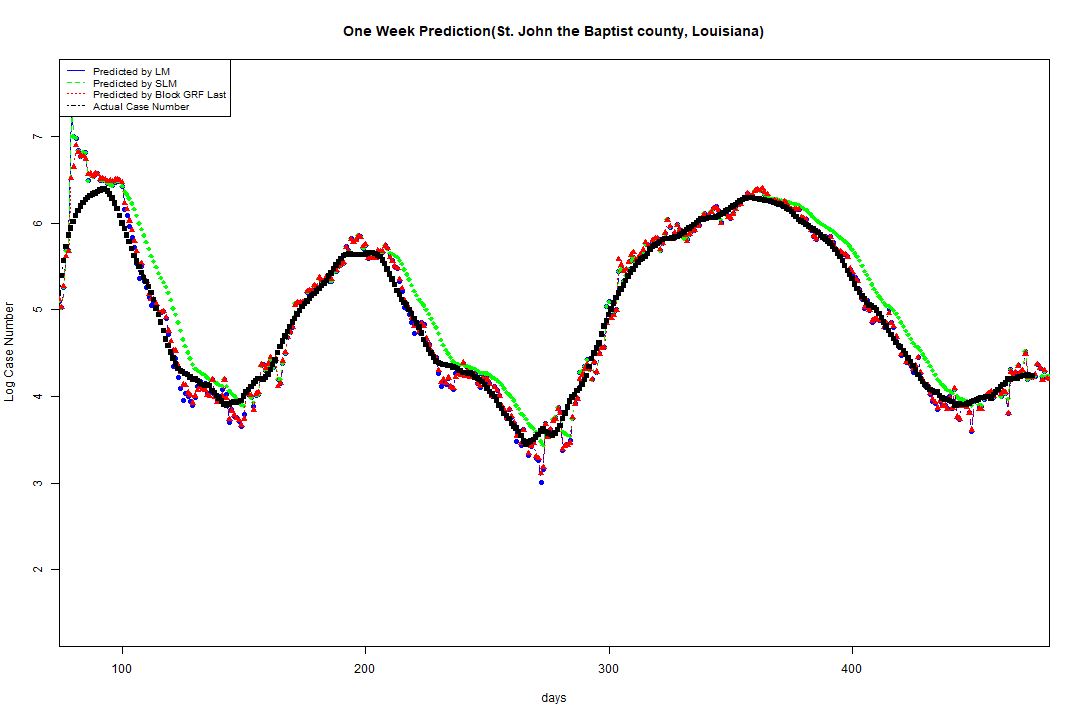 One Week Prediction(St. John the Baptist county, Louisiana)
Predicted by LM
Predicted by SLM
Predicted by Block GRF Last
Actual Case Number
Log Case Number
7
6
5
4
3
2
100 200 300 400
days